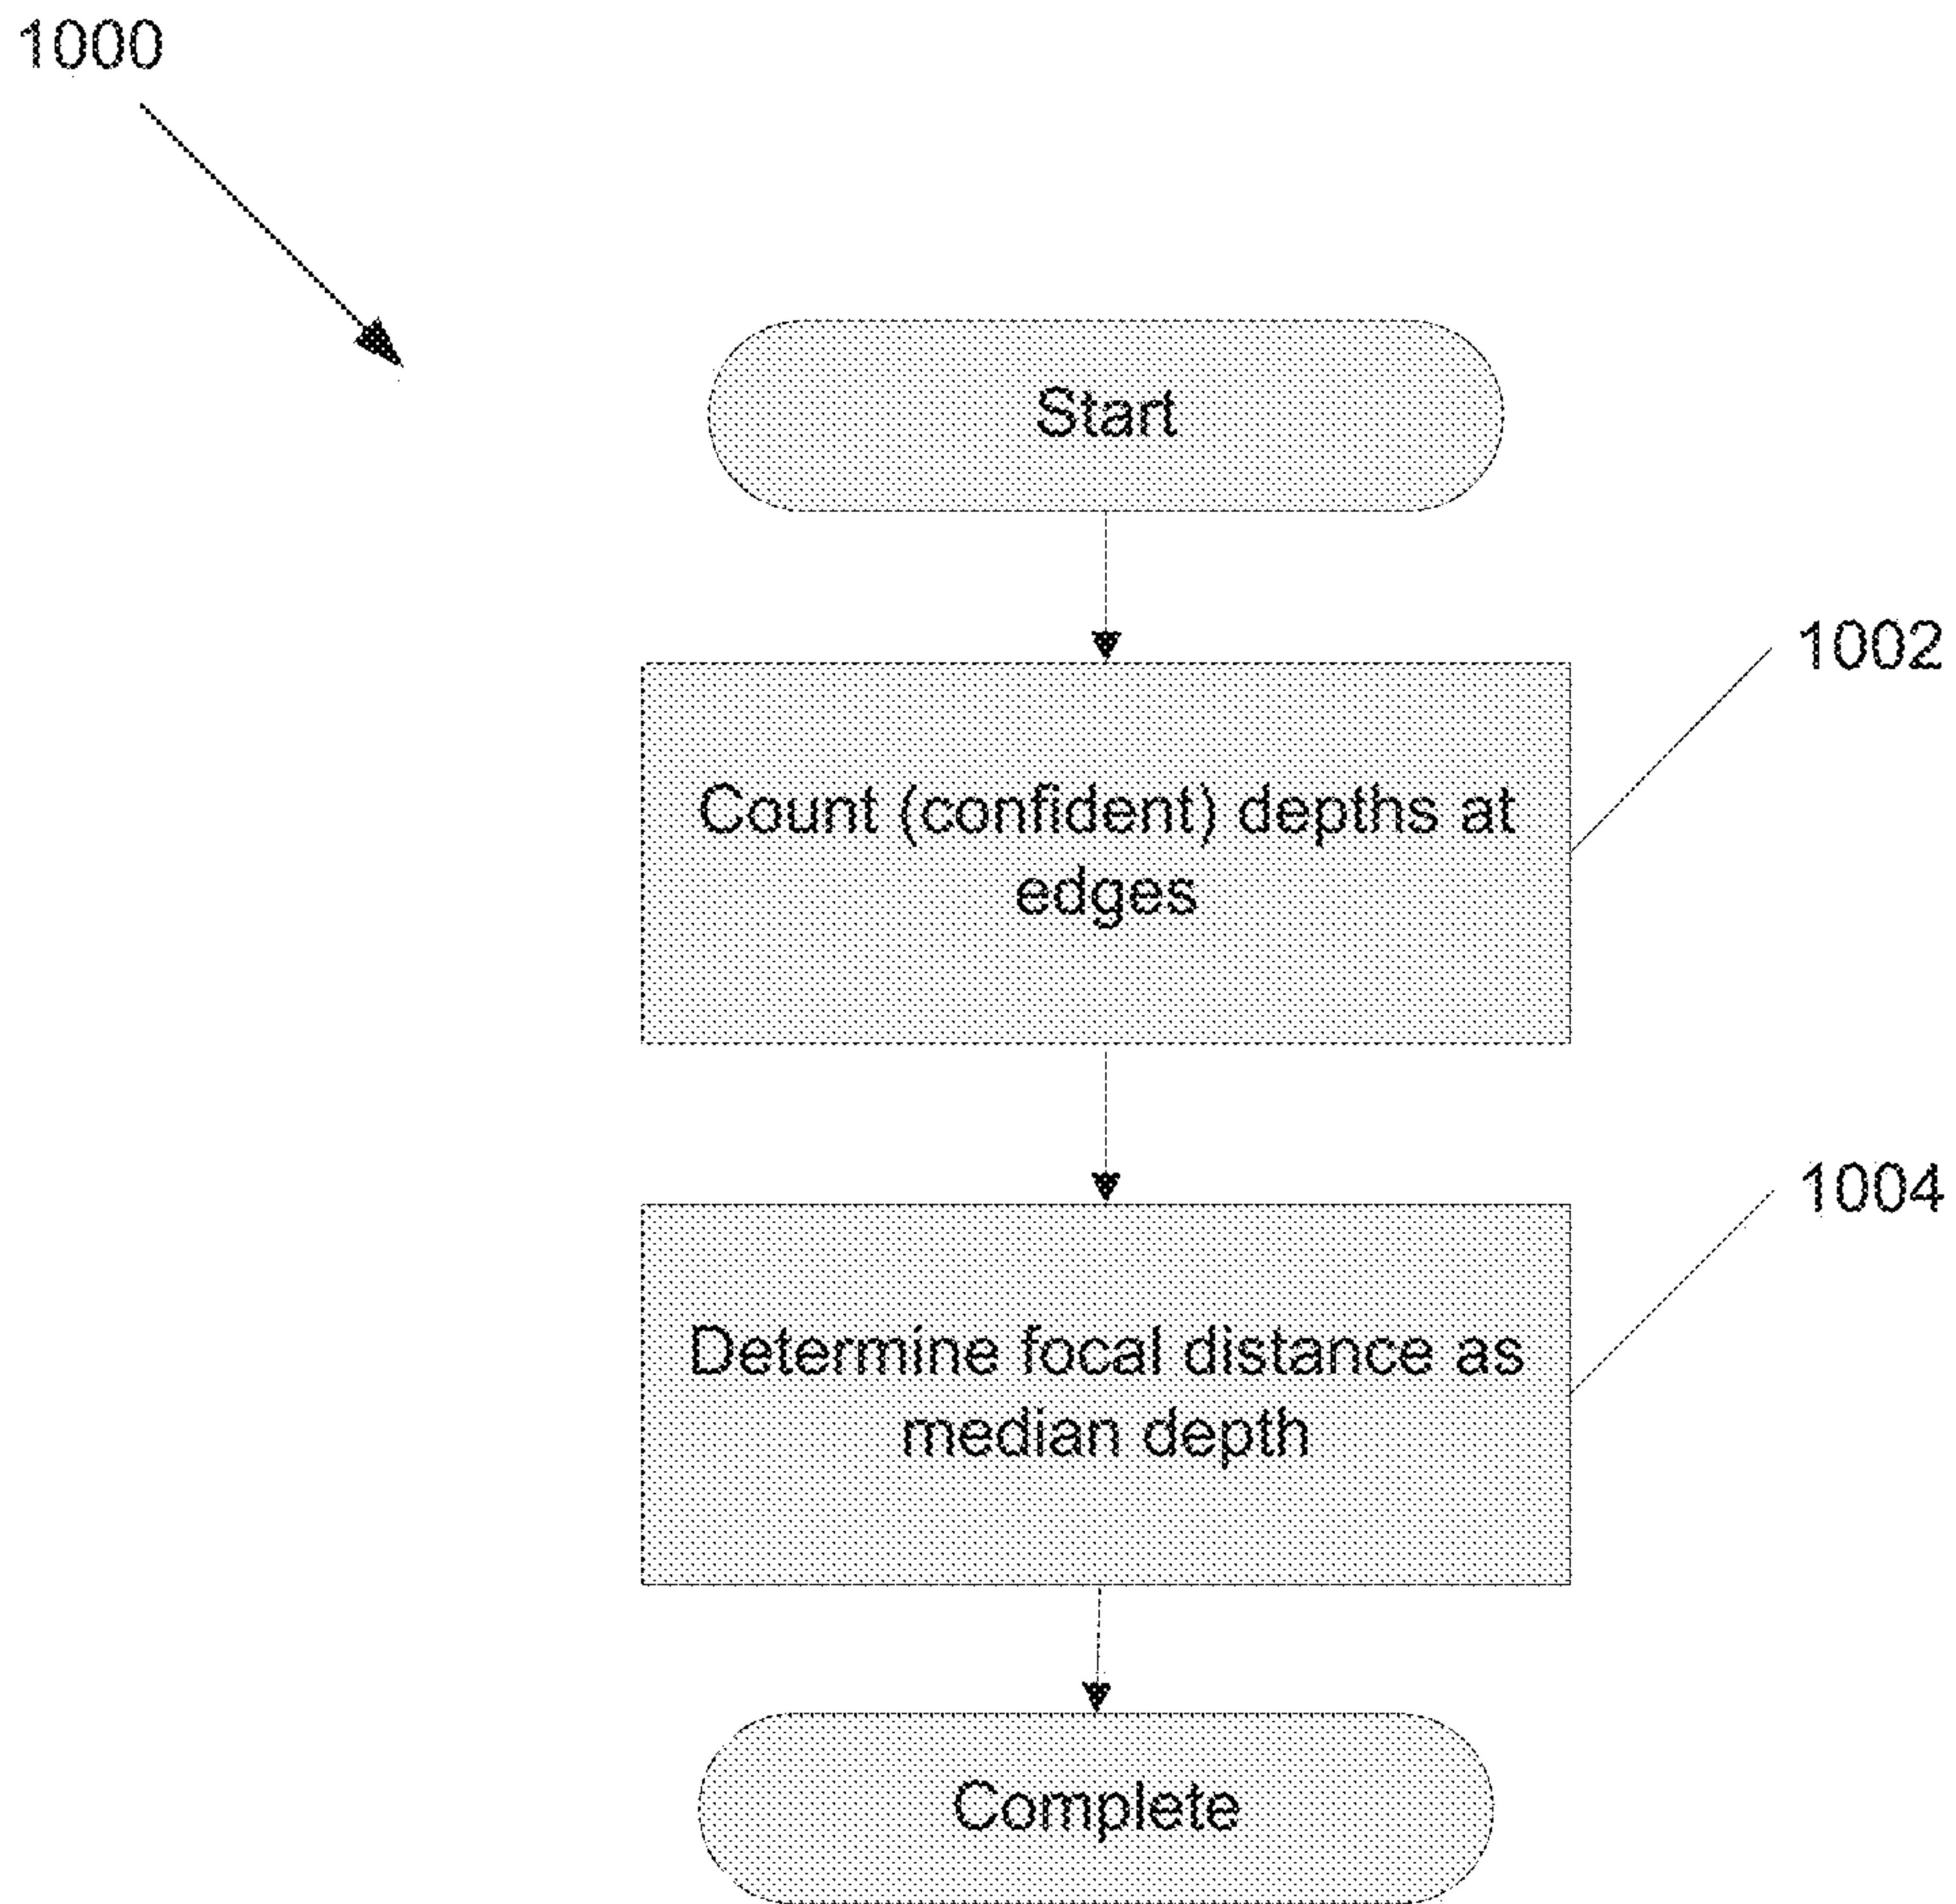 1000
Start
1002
Count (confident) depths at
edges
1004
Determine focal distance as
median depth
Complete